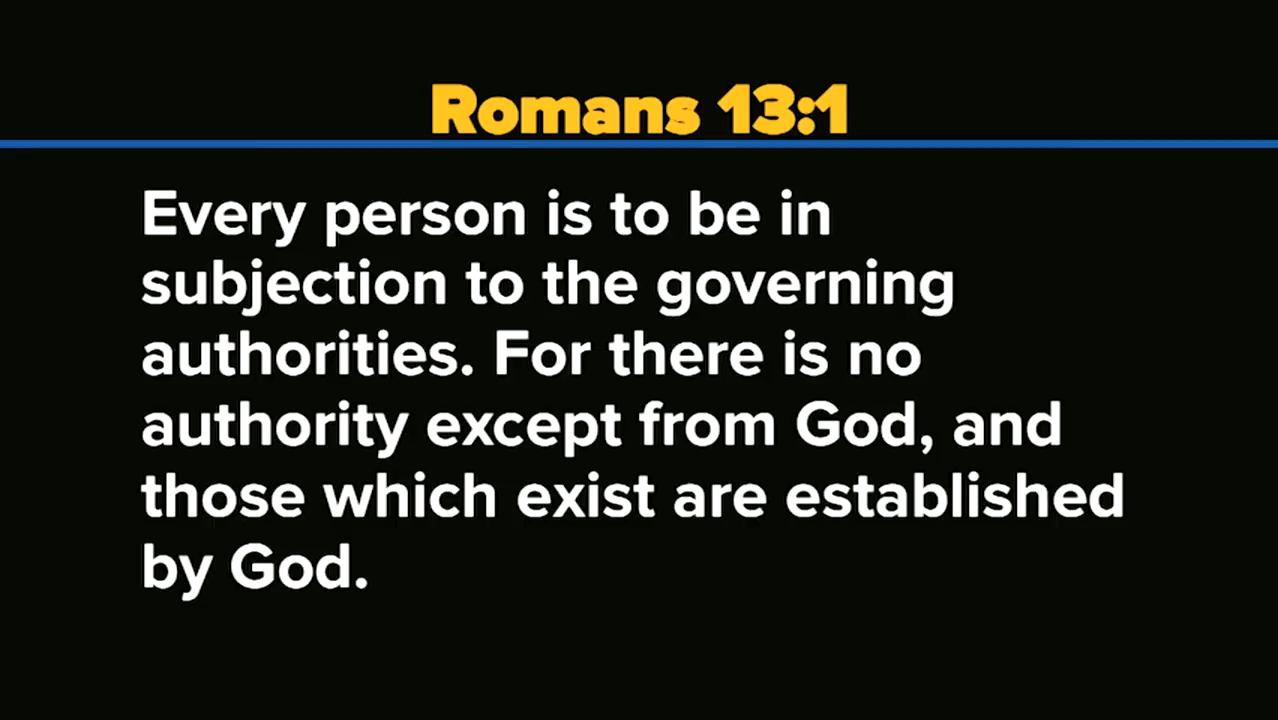 Romans 13:1
Every person is to be in
subjection to the governing
authorities. For there is no
authority except from God, and
those which exist are established
by God.